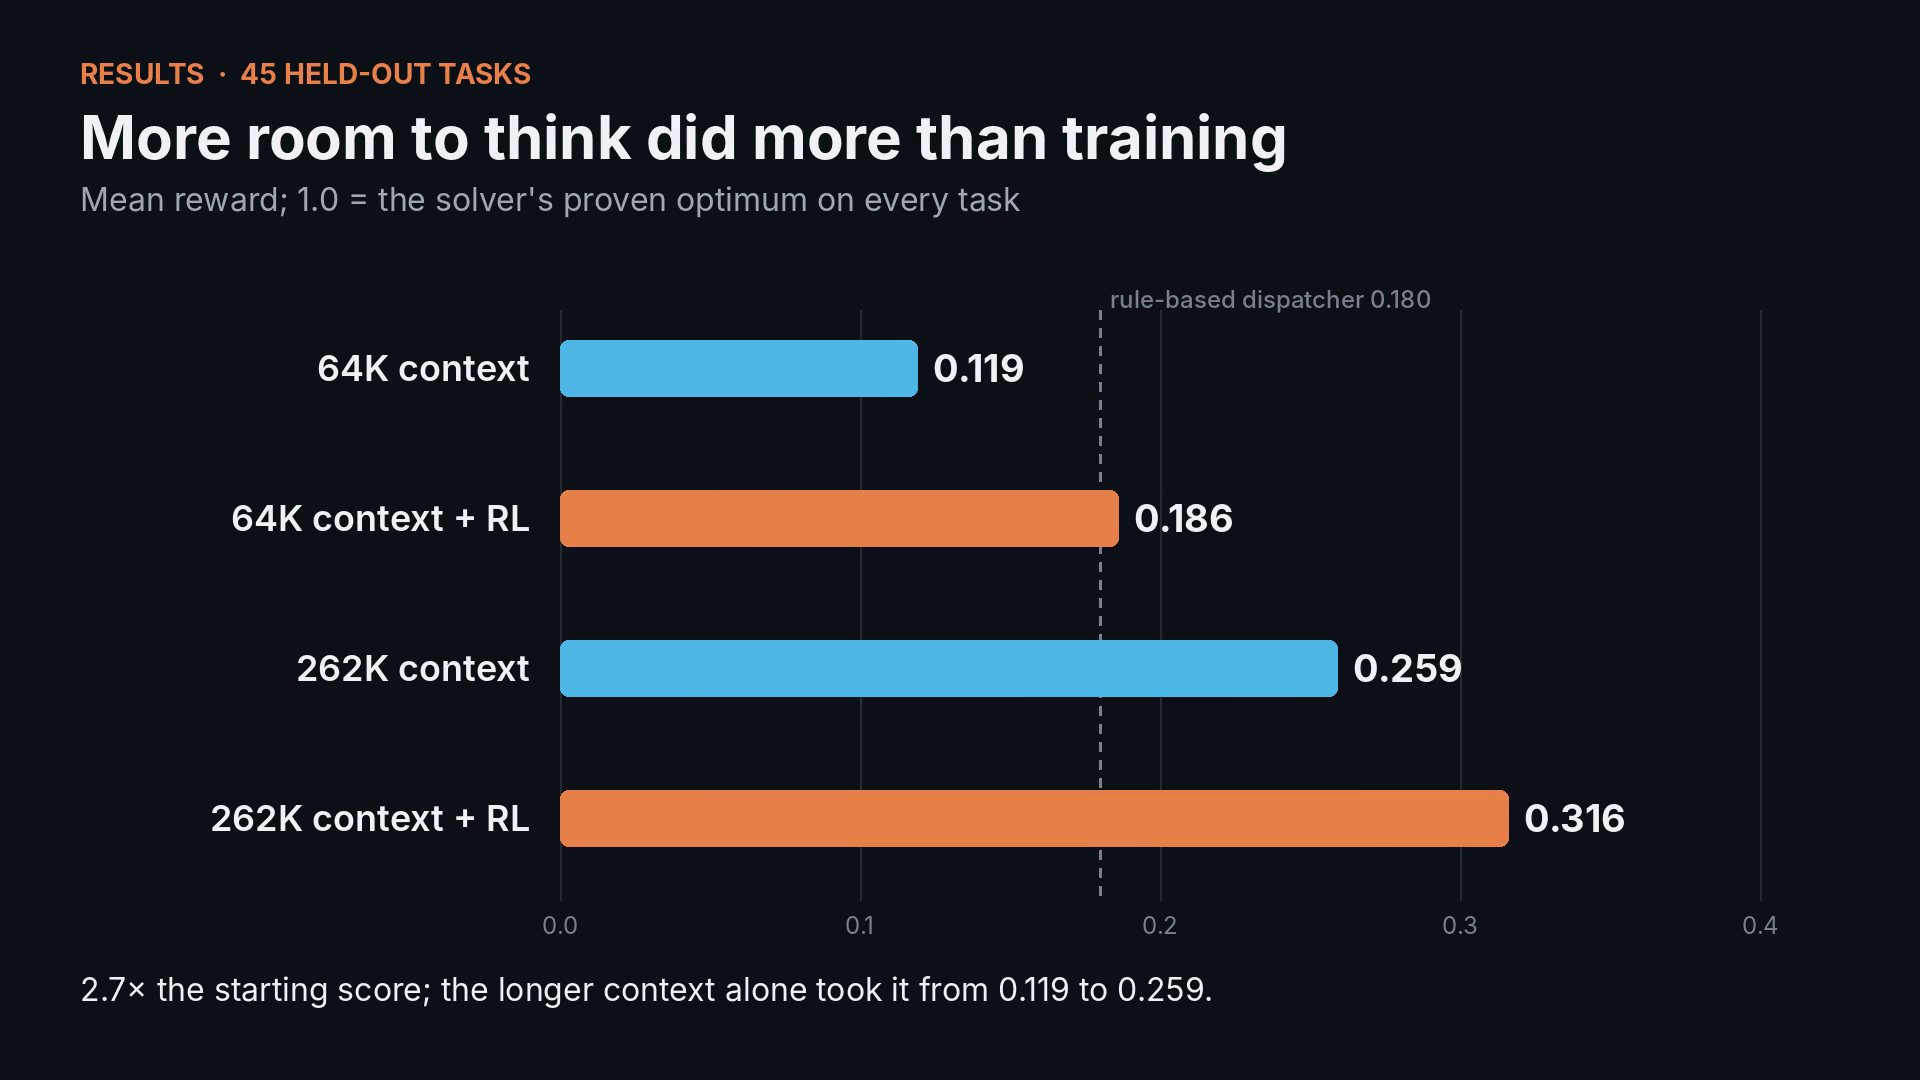 RESULTS · 45 HELD-OUT TASKS
More room to think did more than training
Mean reward; 1.0 = the solver's proven optimum on every task
rule-based dispatcher 0.180
64K context 0.119
64K context + RL 0.186
262K context 0.259
262K context + RL 0.316
0.0 0.1 0.2 0.3 0.4
2.7× the starting score; the longer context alone took it from 0.119 to 0.259.